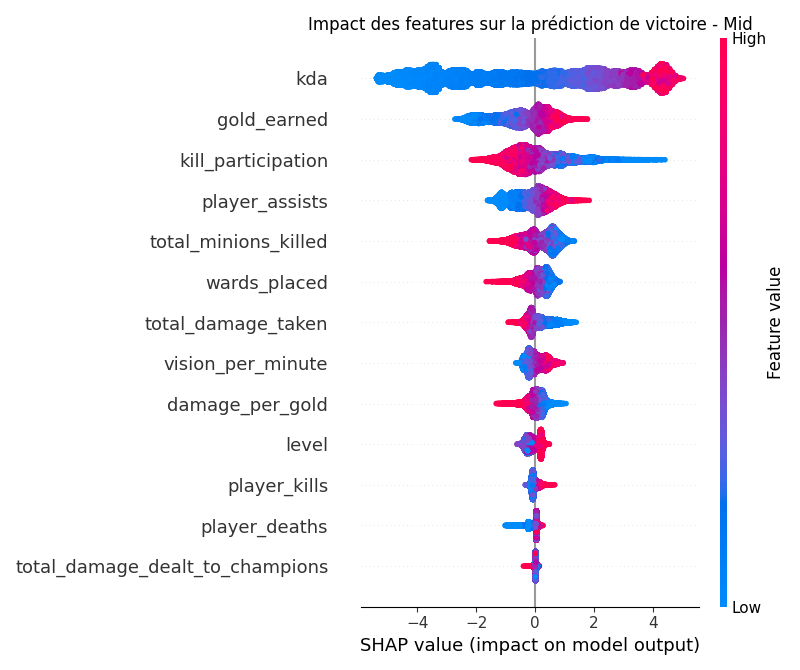 Impact des features sur la prédiction de victoire - Mid
High
kda
gold_earned
kill_participation
player_assists
total_minions_killed
wards_placed
total_damage_taken
vision_per_minute
damage_per_gold
level
player_kills
player_deaths
total_damage_dealt_to_champions
Feature value
Low
−4 −2 0 2 4
SHAP value (impact on model output)